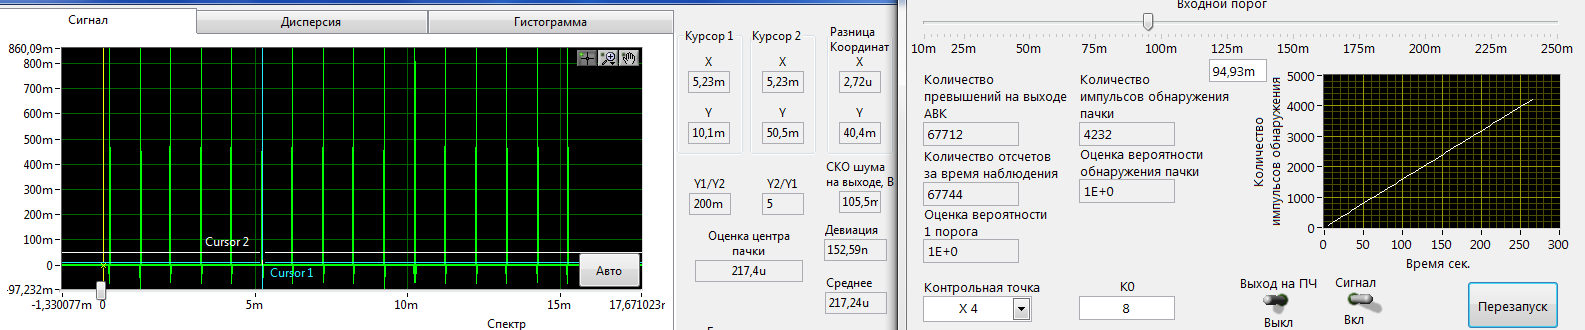 Сигнал
Дисперсия
Гистограмма
860,09m
800m
700m
600m
500m
400m
300m
200m
100m
0
-97,232m
-1,330077m
0
5m
10m
15m
17,671023m
Cursor 2
Cursor 1
Авто
Спектр
Курсор 1
X
5,23m
Y
10,1m
Курсор 2
X
5,23m
Y
50,5m
Разница
Координат
X
2,72u
Y
40,4m
Y1/Y2
200m
Y2/Y1
5
СКО шума
на выходе, В
105,5m
Оценка центра
пачки
217,4u
Девиация
152,59n
Среднее
217,24u
Входной порог
10m 25m 50m 75m 100m 125m 150m 175m 200m 225m 250m
94,93m
Количество
превышений на выходе
АВК
67712
Количество
импульсов обнаружения
пачки
4232
Количество отсчетов
за время наблюдения
67744
Оценка вероятности
обнаружения пачки
1E+0
Оценка вероятности
1 порога
1E+0
Контрольная точка
X 4
K0
8
Количество
импульсов обнаружения
5000
4000
3000
2000
1000
0
0 50 100 150 200 250 300
Время сек.
Выход на ПЧ
Выкл
Сигнал
Вкл
Перезапуск